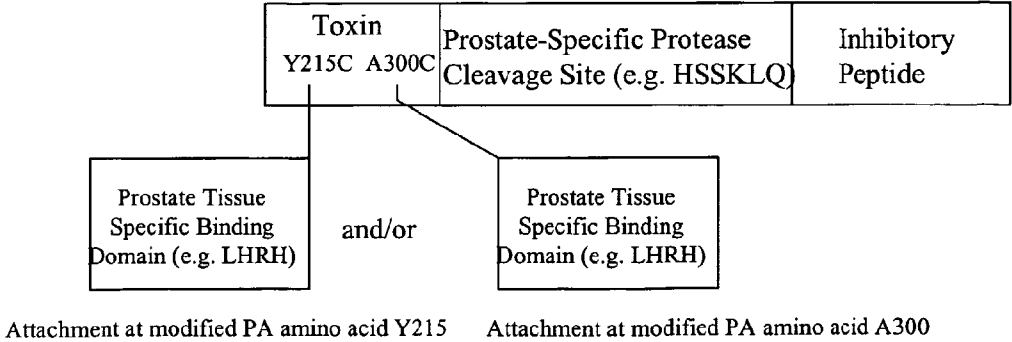 Toxin
Y215C A300C
Prostate-Specific Protease
Cleavage Site (e.g. HSSKLQ)
Inhibitory
Peptide
Prostate Tissue
Specific Binding
Domain (e.g. LHRH)
and/or
Prostate Tissue
Specific Binding
Domain (e.g. LHRH)
Attachment at modified PA amino acid Y215
Attachment at modified PA amino acid A300